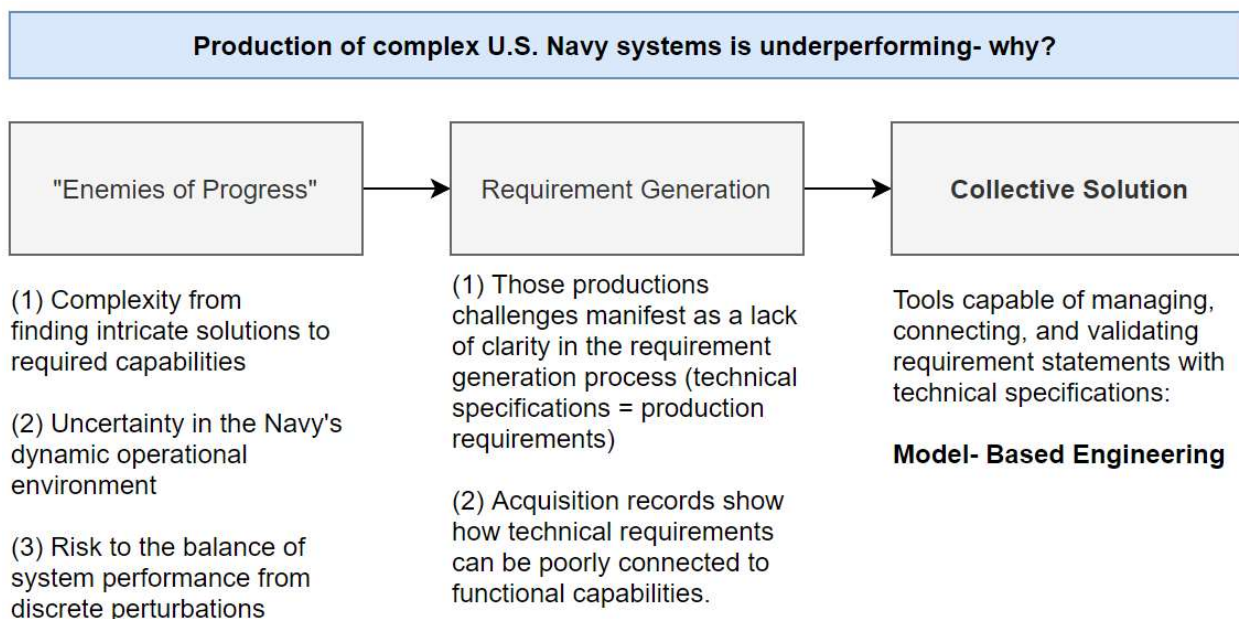 Production of complex U.S. Navy systems is underperforming- why?
"Enemies of Progress"
Requirement Generation
Collective Solution
(1) Complexity from
finding intricate solutions to
required capabilities
(2) Uncertainty in the Navy's
dynamic operational
environment
(3) Risk to the balance of
system performance from
discrete perturbations
(1) Those productions
challenges manifest as a lack
of clarity in the requirement
generation process (technical
specifications = production
requirements)
(2) Acquisition records show
how technical requirements
can be poorly connected to
functional capabilities.
Tools capable of managing,
connecting, and validating
requirement statements with
technical specifications:
Model- Based Engineering